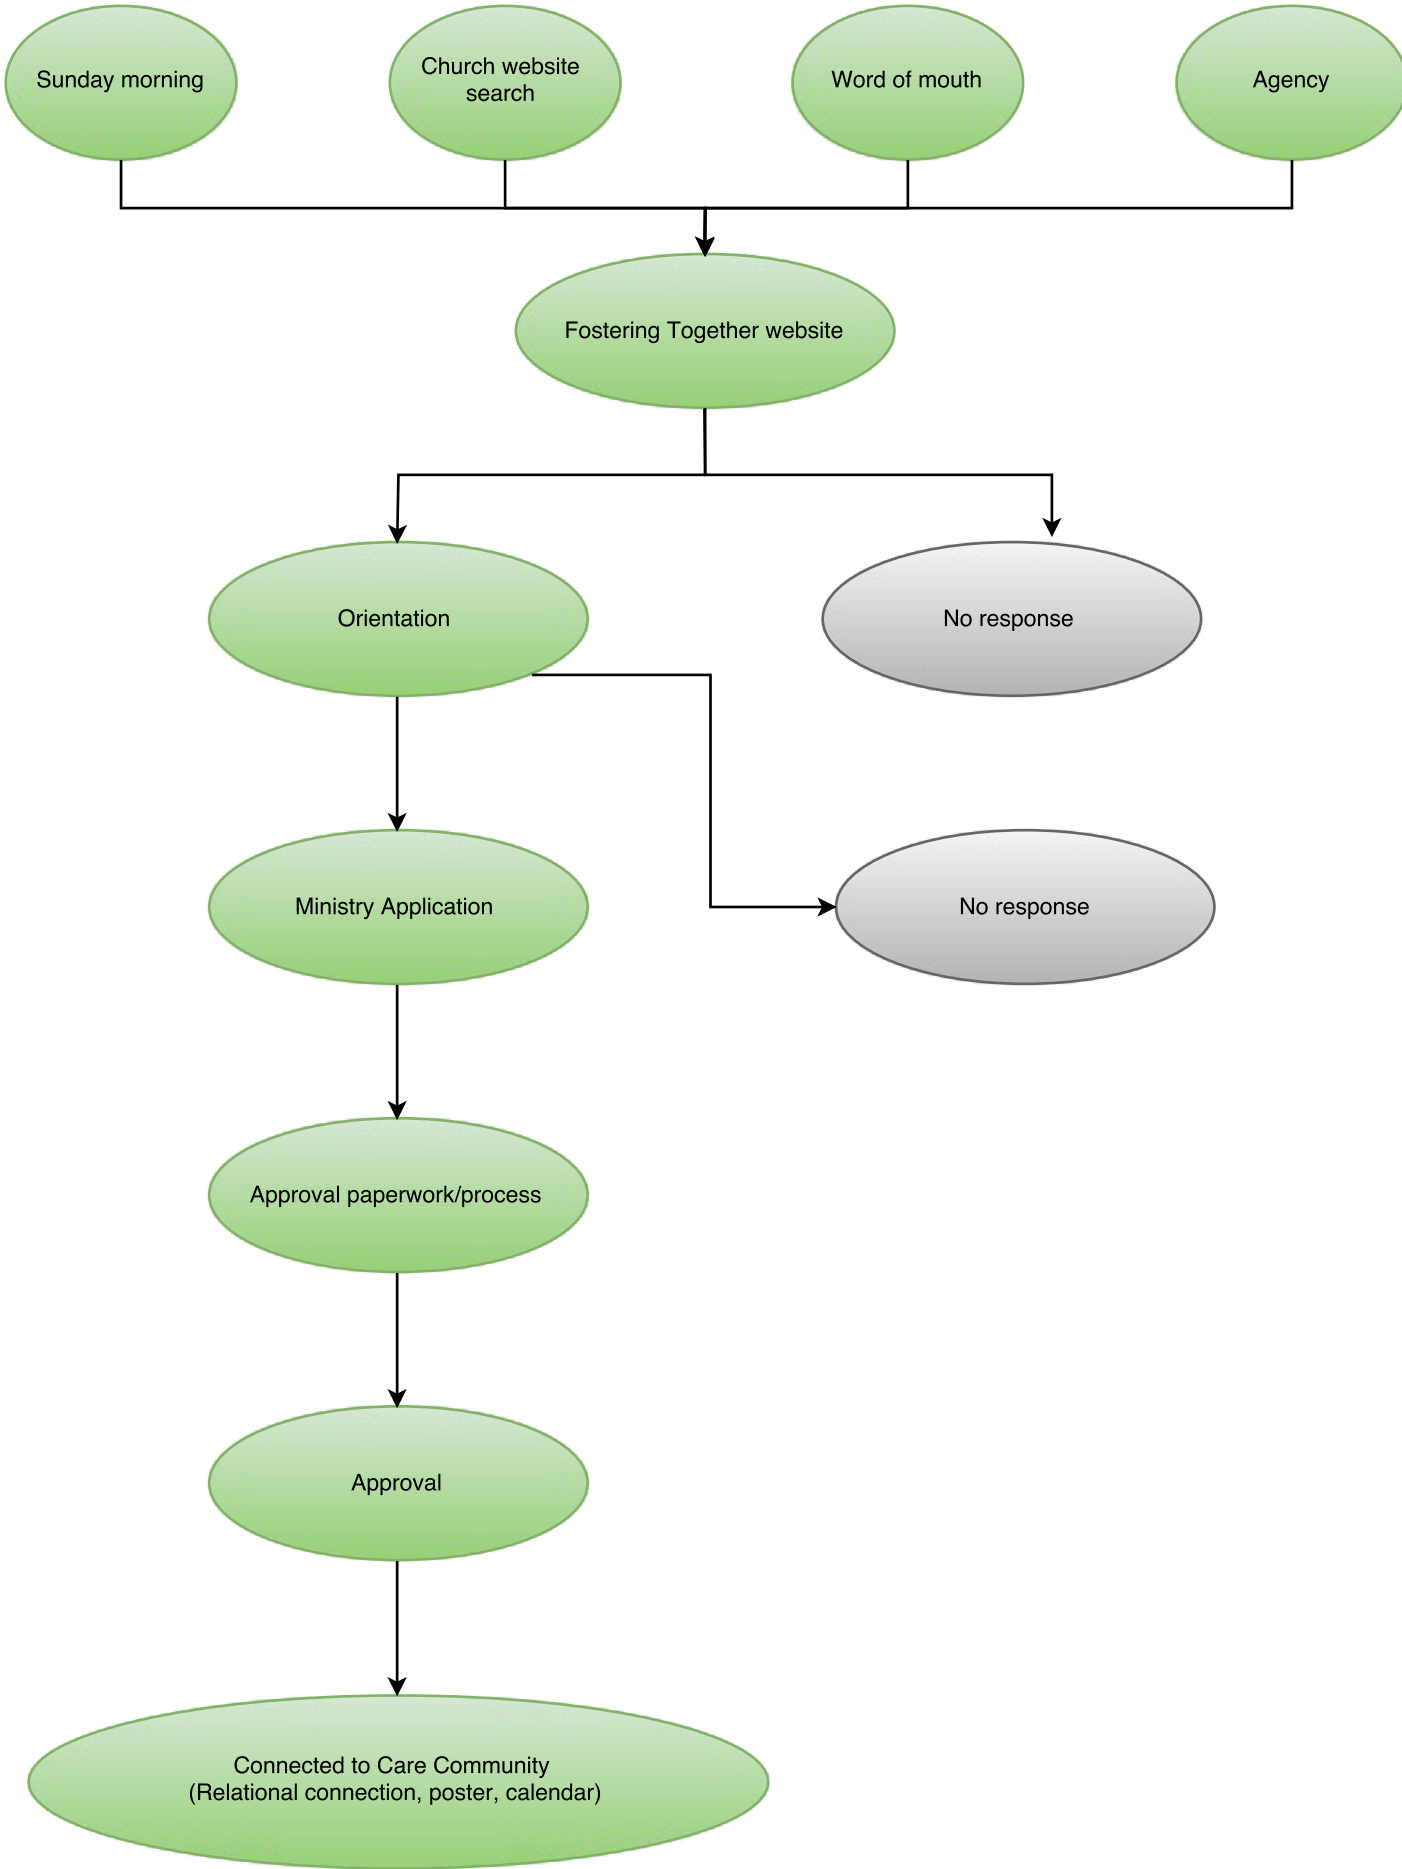 Sunday morning
Church website
search
Word of mouth
Agency
Fostering Together website
Orientation
No response
Ministry Application
No response
Approval paperwork/process
Approval
Connected to Care Community
(Relational connection, poster, calendar)